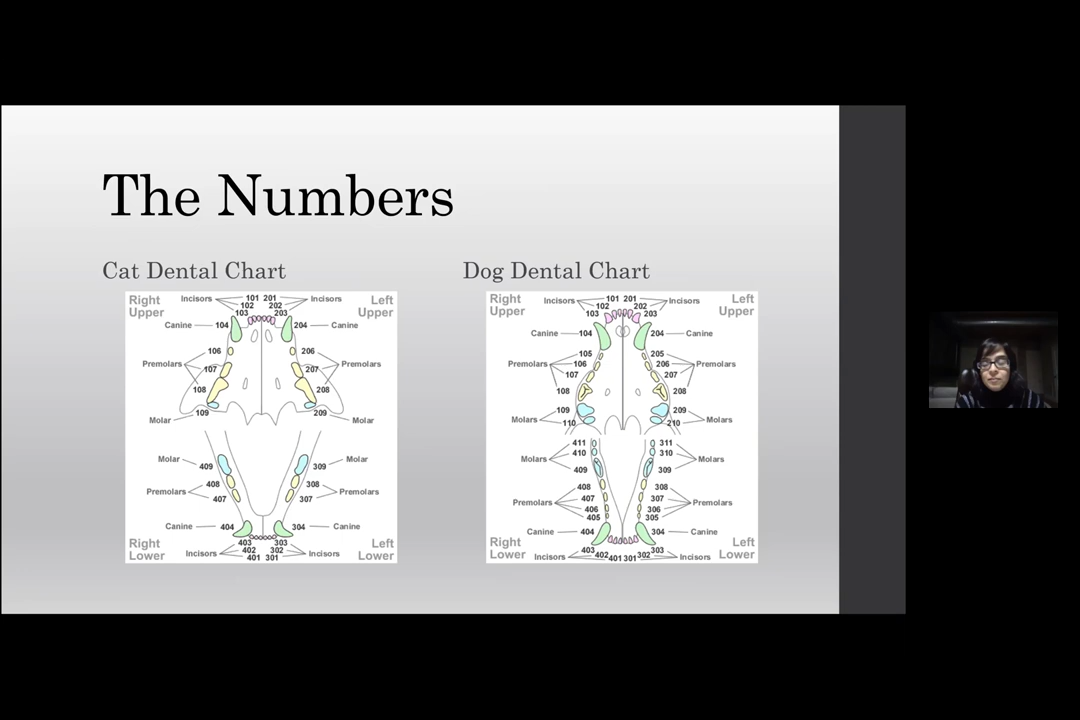 The Numbers
Cat Dental Chart
Right Upper
Left Upper
Incisors 101 201 Incisors
102 202
103 203
Canine 104 204 Canine
106 206
Premolars 107 207 Premolars
108 208
109 209
Molar Molar
Molar 409 309 Molar
408 308
Premolars 407 307 Premolars
Canine 404 304 Canine
403 303
Incisors 402 302 Incisors
401 301
Right Lower
Left Lower
Dog Dental Chart
Right Upper
Left Upper
Incisors 101 201 Incisors
102 202
103 203
Canine 104 204 Canine
105 205
Premolars 106 206 Premolars
107 207
108 208
109 209
Molars 110 210 Molars
411 311
410 310
Molars 409 309 Molars
408 308
407 307
Premolars 406 306 Premolars
405 305
Canine 404 304 Canine
403 303
Incisors 402 401 301 302 Incisors
Right Lower
Left Lower